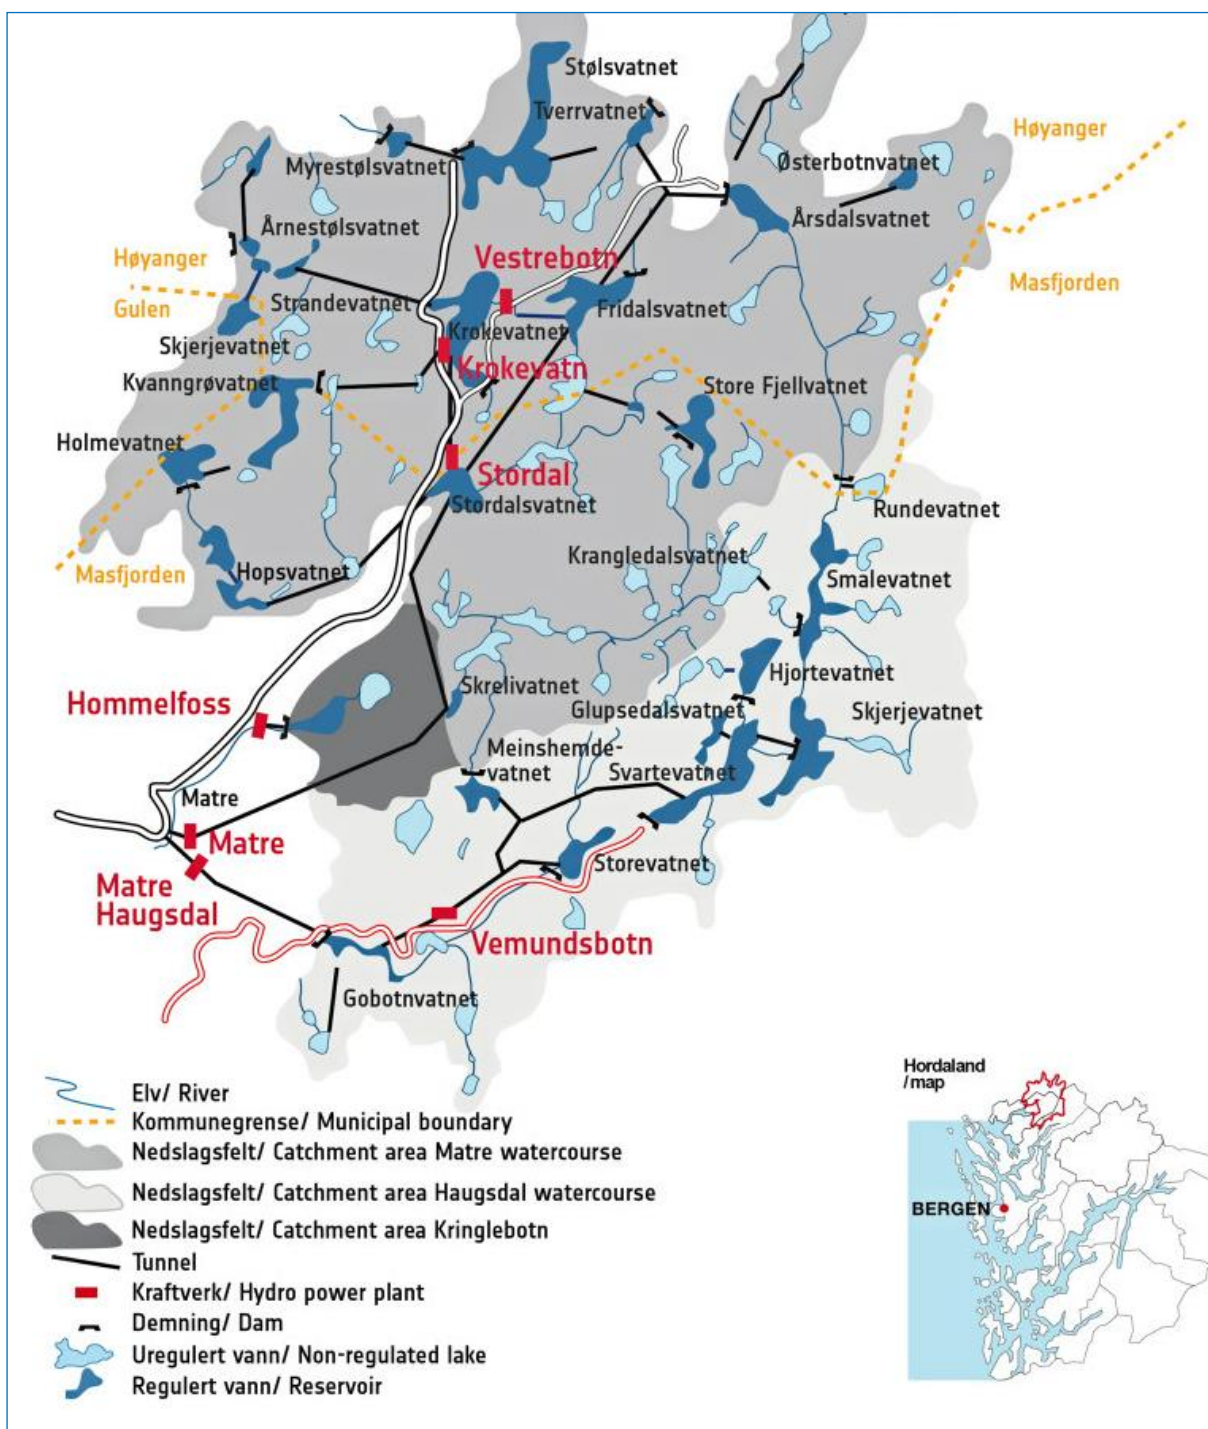 Stølsvatnet
Tverrvatnet
Høyanger
Myrestølsvatnet
Østerbotnvatnet
Årnestølsvatnet
Årsdalsvatnet
Høyanger
Vestrebotn
Masfjorden
Gulen
Strandevatnet
Fridalsvatnet
Skjerjevatnet
Krokevatnet
Krokevatn
Kvanngrøvatnet
Store Fjellvatnet
Holmevatnet
Stordal
Stordalsvatnet
Rundevatnet
Masfjorden
Hopsvatnet
Krangledalsvatnet
Smalevatnet
Hommelfoss
Skrelivatnet
Hjortevatnet
Glupsedalsvatnet
Skjerjevatnet
Meinshemde-
vatnet
Svartevatnet
Matre
Matre
Storevatnet
Matre
Haugsdal
Vemundsbotn
Gobotnvatnet
Elv/ River
Kommunegrense/ Municipal boundary
Nedslagsfelt/ Catchment area Matre watercourse
Nedslagsfelt/ Catchment area Haugsdal watercourse
Nedslagsfelt/ Catchment area Kringlebotn
Tunnel
Kraftverk/ Hydro power plant
Demning/ Dam
Uregulert vann/ Non-regulated lake
Regulert vann/ Reservoir
Hordaland
/map
BERGEN